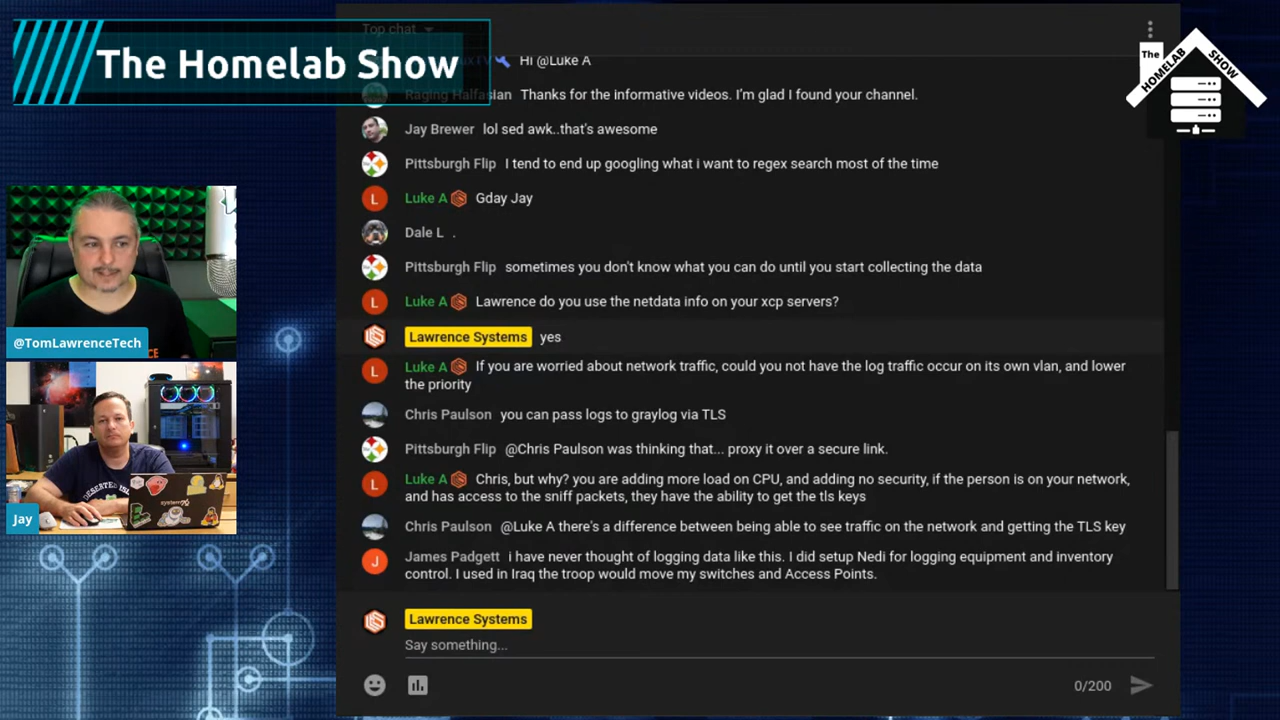 The Homelab Show
Top chat
The
HOMELAB
SHOW
Hi @Luke A
Raging Halfasian Thanks for the informative videos. I'm glad I found your channel.
Jay Brewer lol sed awk..that's awesome
Pittsburgh Flip I tend to end up googling what i want to regex search most of the time
Luke A Gday Jay
Dale L .
Pittsburgh Flip sometimes you don't know what you can do until you start collecting the data
Luke A Lawrence do you use the netdata info on your xcp servers?
Lawrence Systems yes
@TomLawrenceTech
Luke A If you are worried about network traffic, could you not have the log traffic occur on its own vlan, and lower
the priority
Chris Paulson you can pass logs to graylog via TLS
Pittsburgh Flip @Chris Paulson was thinking that... proxy it over a secure link.
Luke A Chris, but why? you are adding more load on CPU, and adding no security, if the person is on your network,
and has access to the sniff packets, they have the ability to get the tls keys
Jay
Chris Paulson @Luke A there's a difference between being able to see traffic on the network and getting the TLS key
James Padgett i have never thought of logging data like this. I did setup Nedi for logging equipment and inventory
control. I used in Iraq the troop would move my switches and Access Points.
Lawrence Systems
Say something...
0/200